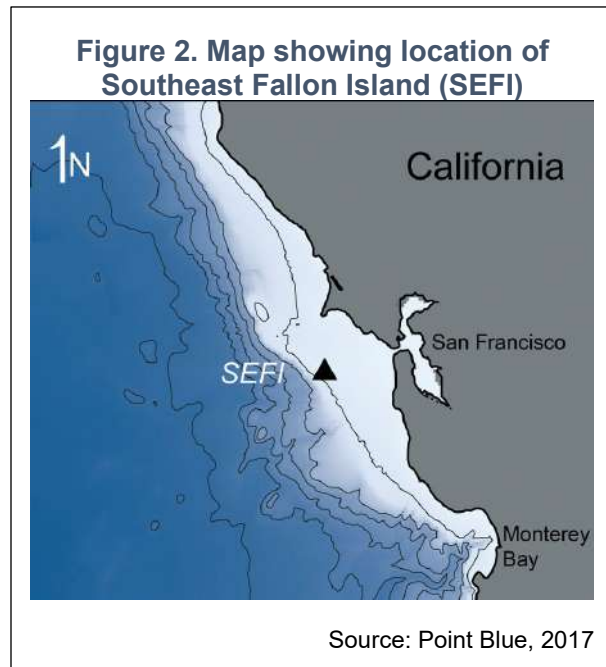 Figure 2. Map showing location of
Southeast Fallon Island (SEFI)
1N
California
San Francisco
SEFI
Monterey
Bay
Source: Point Blue, 2017